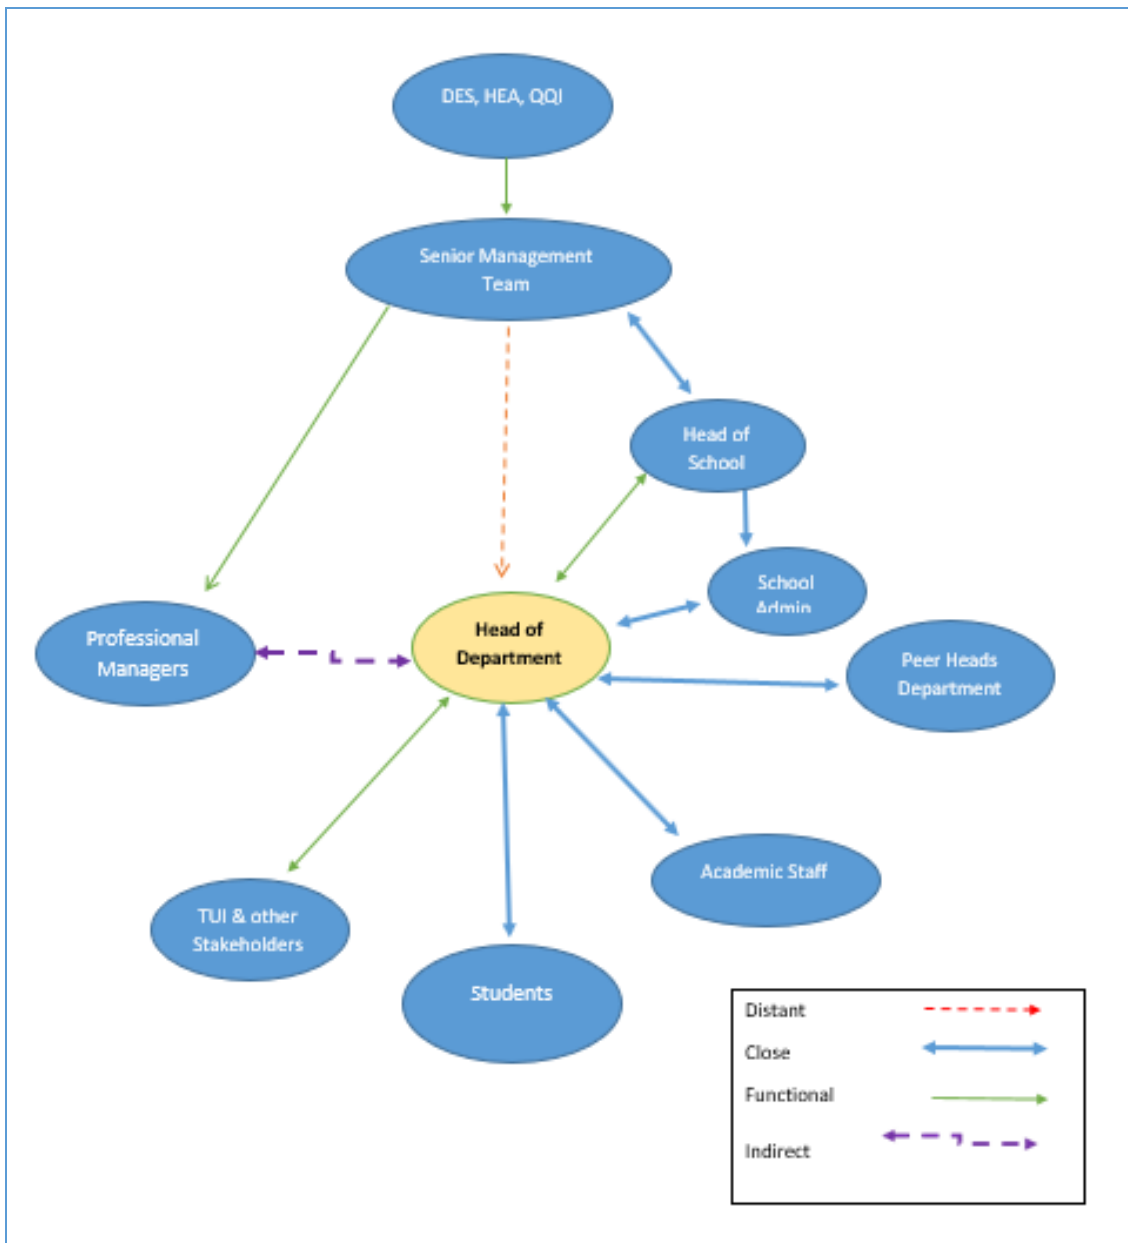 DES, HEA, QQI
Senior Management
Team
Head of
School
School
Admin
Professional
Managers
Head of
Department
Peer Heads
Department
Academic Staff
TUI & other
Stakeholders
Students
Distant
Close
Functional
Indirect